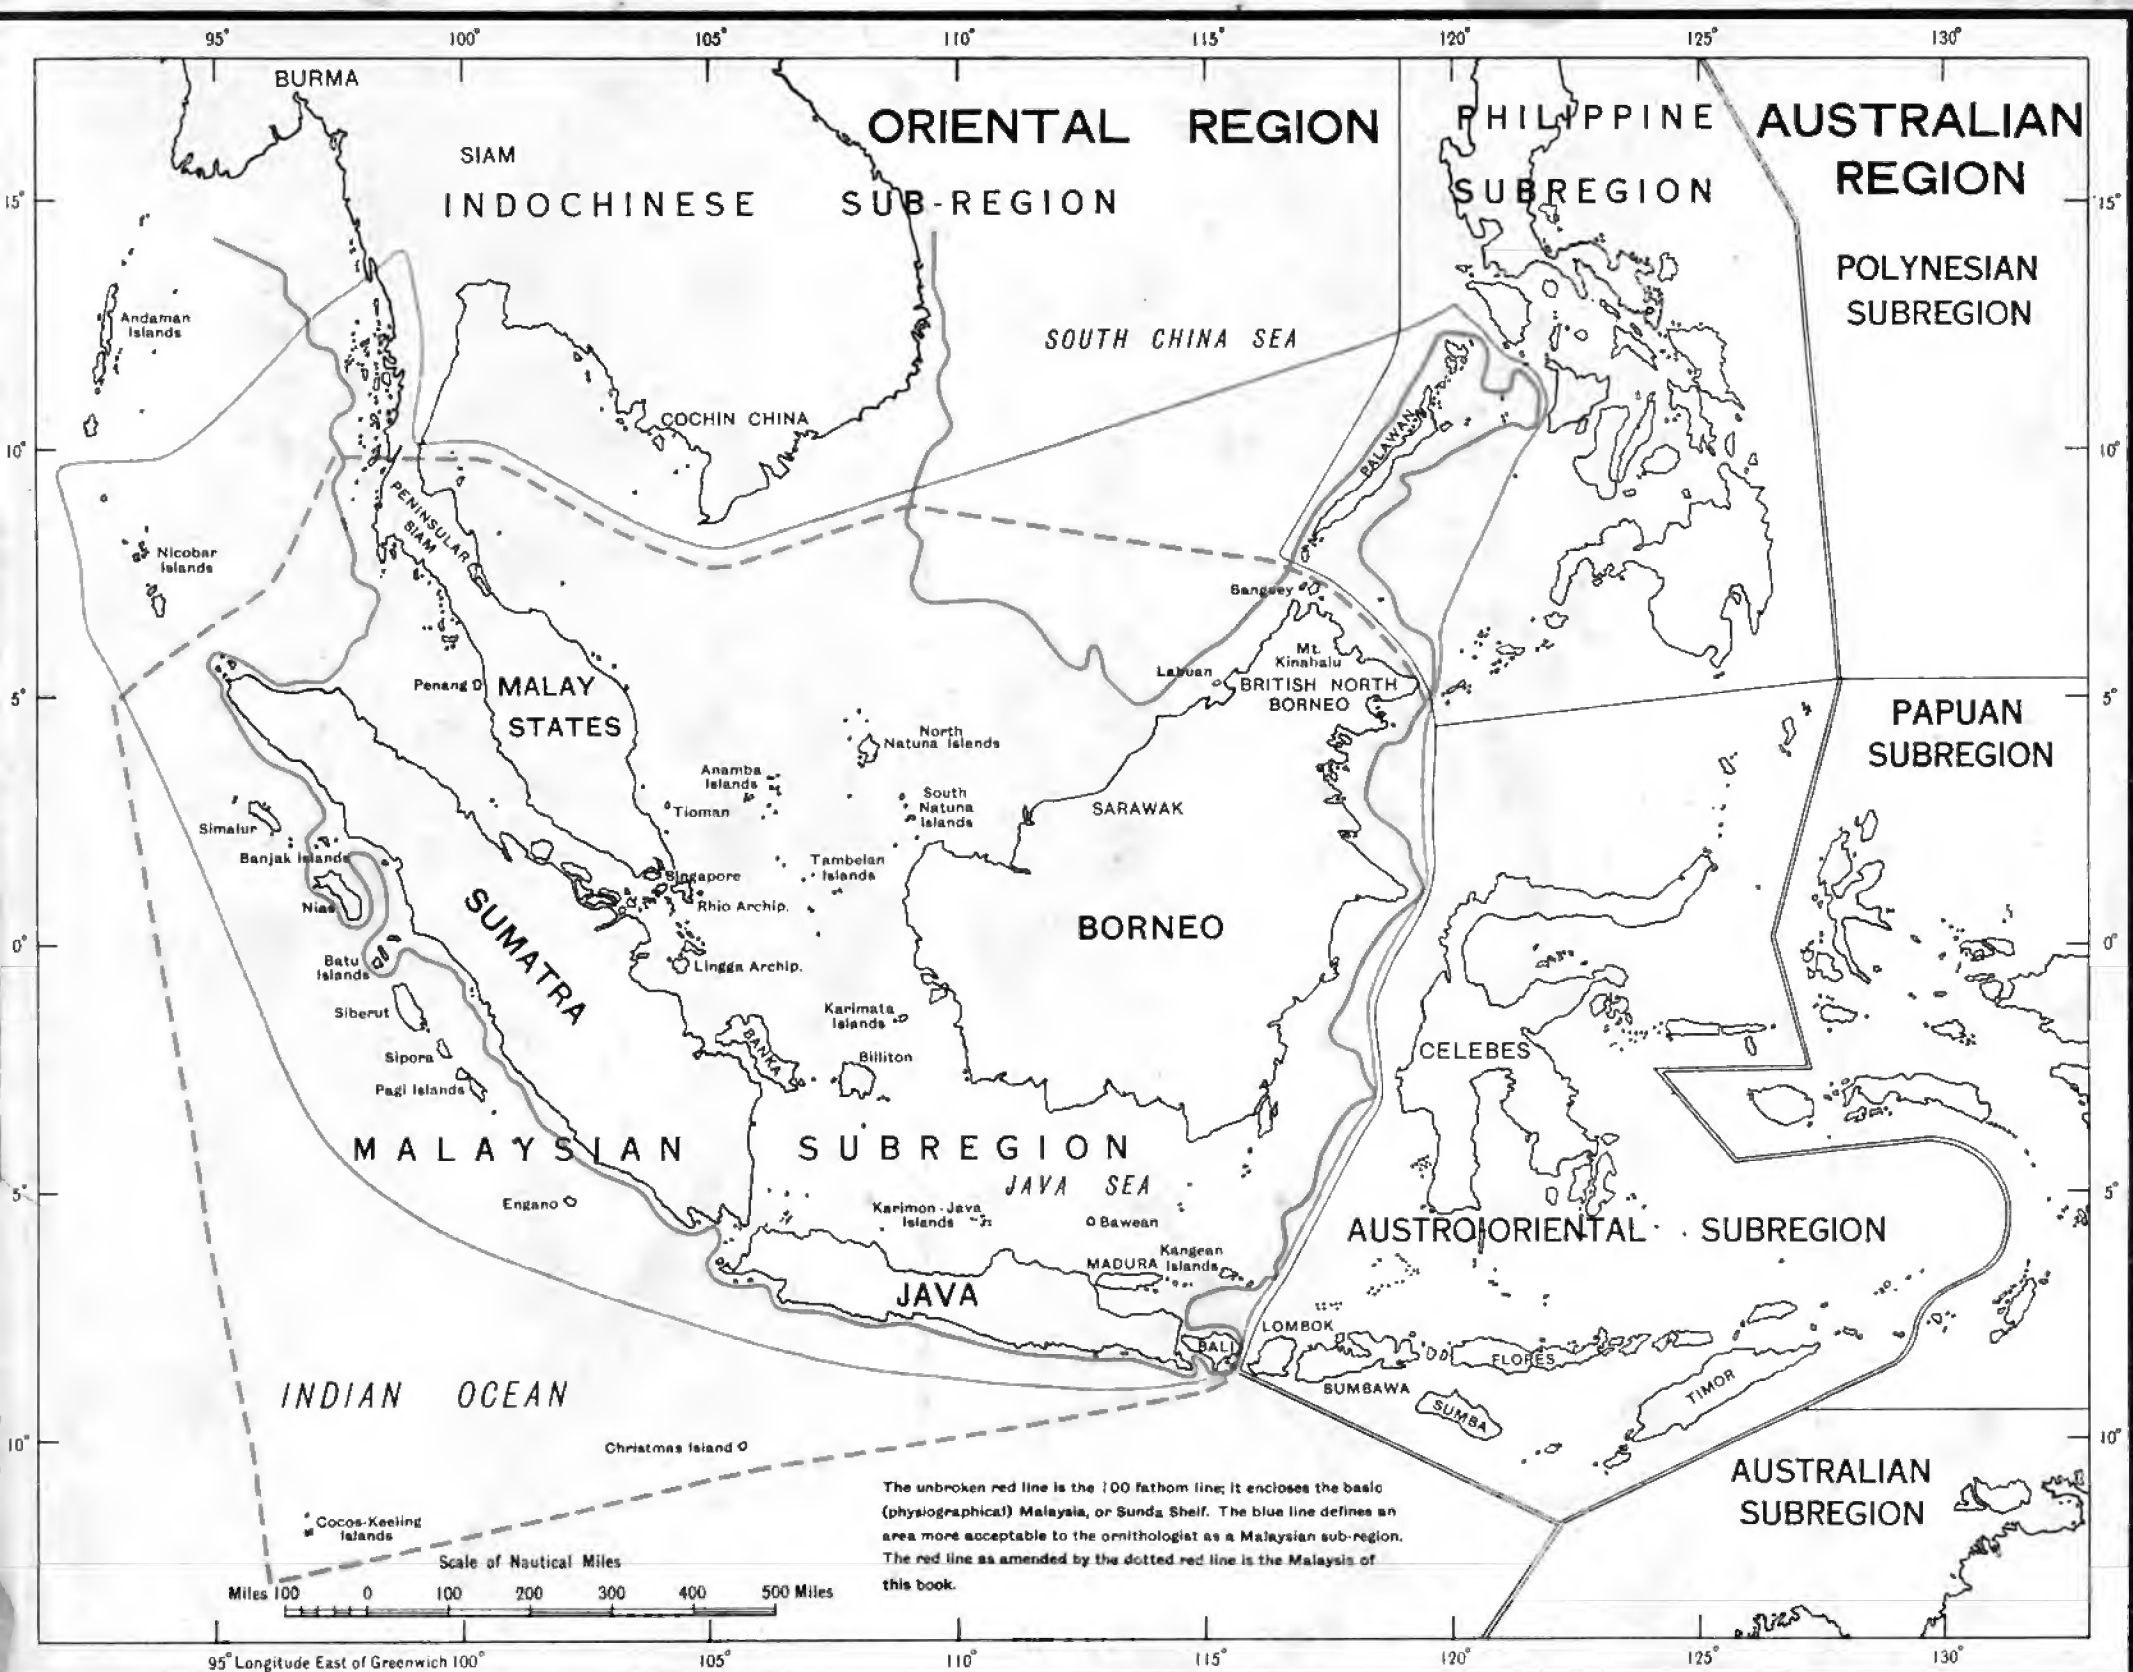 95° 100° 105° 110° 115° 120° 125° 130°
BURMA
ORIENTAL REGION
PHILIPPINE
SUBREGION
AUSTRALIAN
REGION
SIAM
INDOCHINESE SUB-REGION
15° 15°
POLYNESIAN
SUBREGION
Andaman
Islands
SOUTH CHINA SEA
COCHIN CHINA
PALAWAN
10° 10°
PENINSULAR
SIAM
Nicobar
Islands
Banguey
Mt.
Kinabalu
Labuan
BRITISH NORTH
BORNEO
Penang
MALAY
STATES
5° 5°
PAPUAN
SUBREGION
North
Natuna Islands
Anamba
Islands
Tioman
South
Natuna
Islands
SARAWAK
Simalur
Banjak Islands
Tambelan
Islands
Singapore
Rhio Archip.
Nias
SUMATRA
BORNEO
0° 0°
Batu
Islands
Lingga Archip.
Siberut
Karimata
Islands
BANKA
Billiton
Sipora
Pagi Islands
CELEBES
MALAYSIAN SUBREGION
JAVA SEA
5° 5°
Engano
Karimon-Java
Islands
Bawean
AUSTRO ORIENTAL SUBREGION
MADURA
Kangean
Islands
JAVA
BALI
LOMBOK
FLORES
SUMBAWA
SUMBA
TIMOR
INDIAN OCEAN
10° 10°
Christmas Island
AUSTRALIAN
SUBREGION
Cocos-Keeling
Islands
The unbroken red line is the 100 fathom line; it encloses the basic
(physiographical) Malaysia, or Sunda Shelf. The blue line defines an
area more acceptable to the ornithologist as a Malaysian sub-region.
The red line as amended by the dotted red line is the Malaysis of
this book.
Scale of Nautical Miles
Miles 100 0 100 200 300 400 500 Miles
95° Longitude East of Greenwich 100° 105° 110° 115° 120° 125° 130°